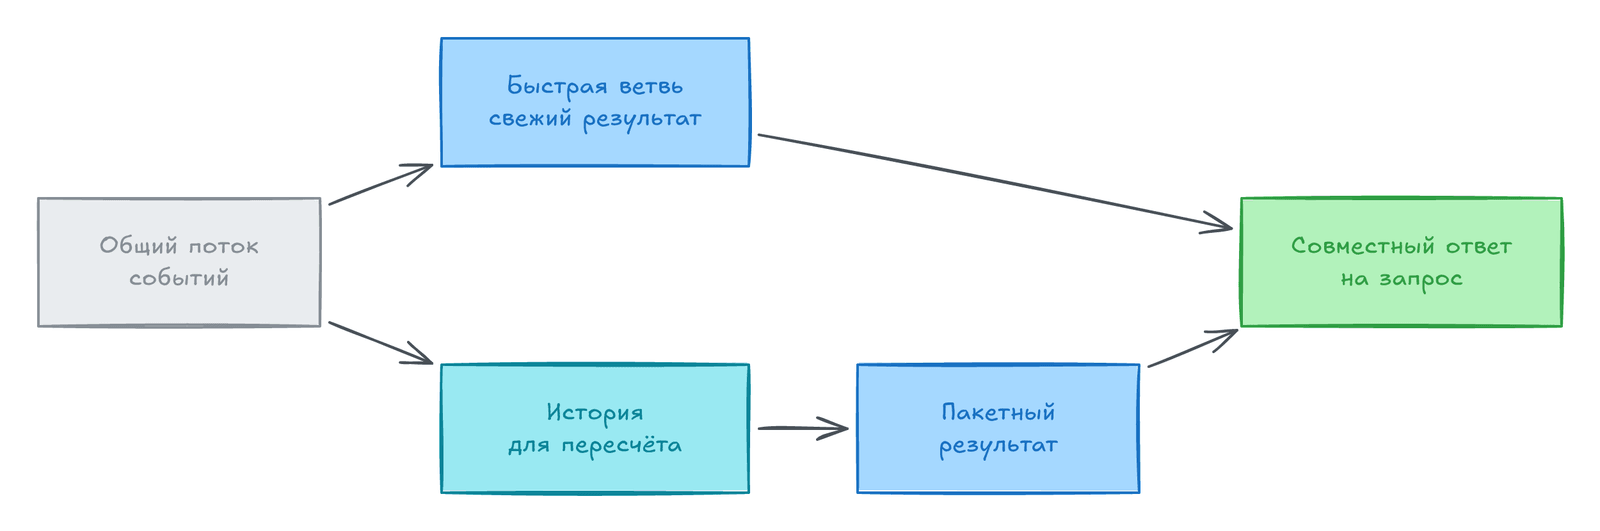 Быстрая ветвь
свежий результат
Общий поток
событий
Совместный ответ
на запрос
История
для пересчёта
Пакетный
результат